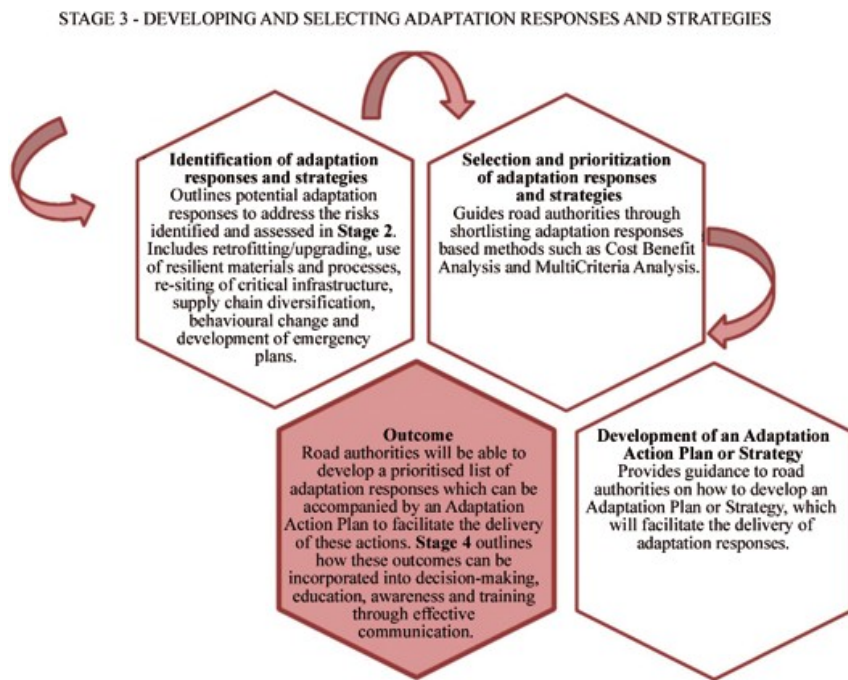 STAGE 3 - DEVELOPING AND SELECTING ADAPTATION RESPONSES AND STRATEGIES
Identification of adaptation
responses and strategies
Outlines potential adaptation
responses to address the risks
identified and assessed in Stage 2.
Includes retrofitting/upgrading, use
of resilient materials and processes,
re-siting of critical infrastructure,
supply chain diversification,
behavioural change and
development of emergency
plans.
Selection and prioritization
of adaptation responses
and strategies
Guides road authorities through
shortlisting adaptation responses
based methods such as Cost Benefit
Analysis and MultiCriteria Analysis.
Development of an Adaptation
Action Plan or Strategy
Provides guidance to road
authorities on how to develop an
Adaptation Plan or Strategy, which
will facilitate the delivery of
adaptation responses.
Outcome
Road authorities will be able to
develop a prioritised list of
adaptation responses which can be
accompanied by an Adaptation
Action Plan to facilitate the delivery
of these actions. Stage 4 outlines
how these outcomes can be
incorporated into decision-making,
education, awareness and training
through effective
communication.